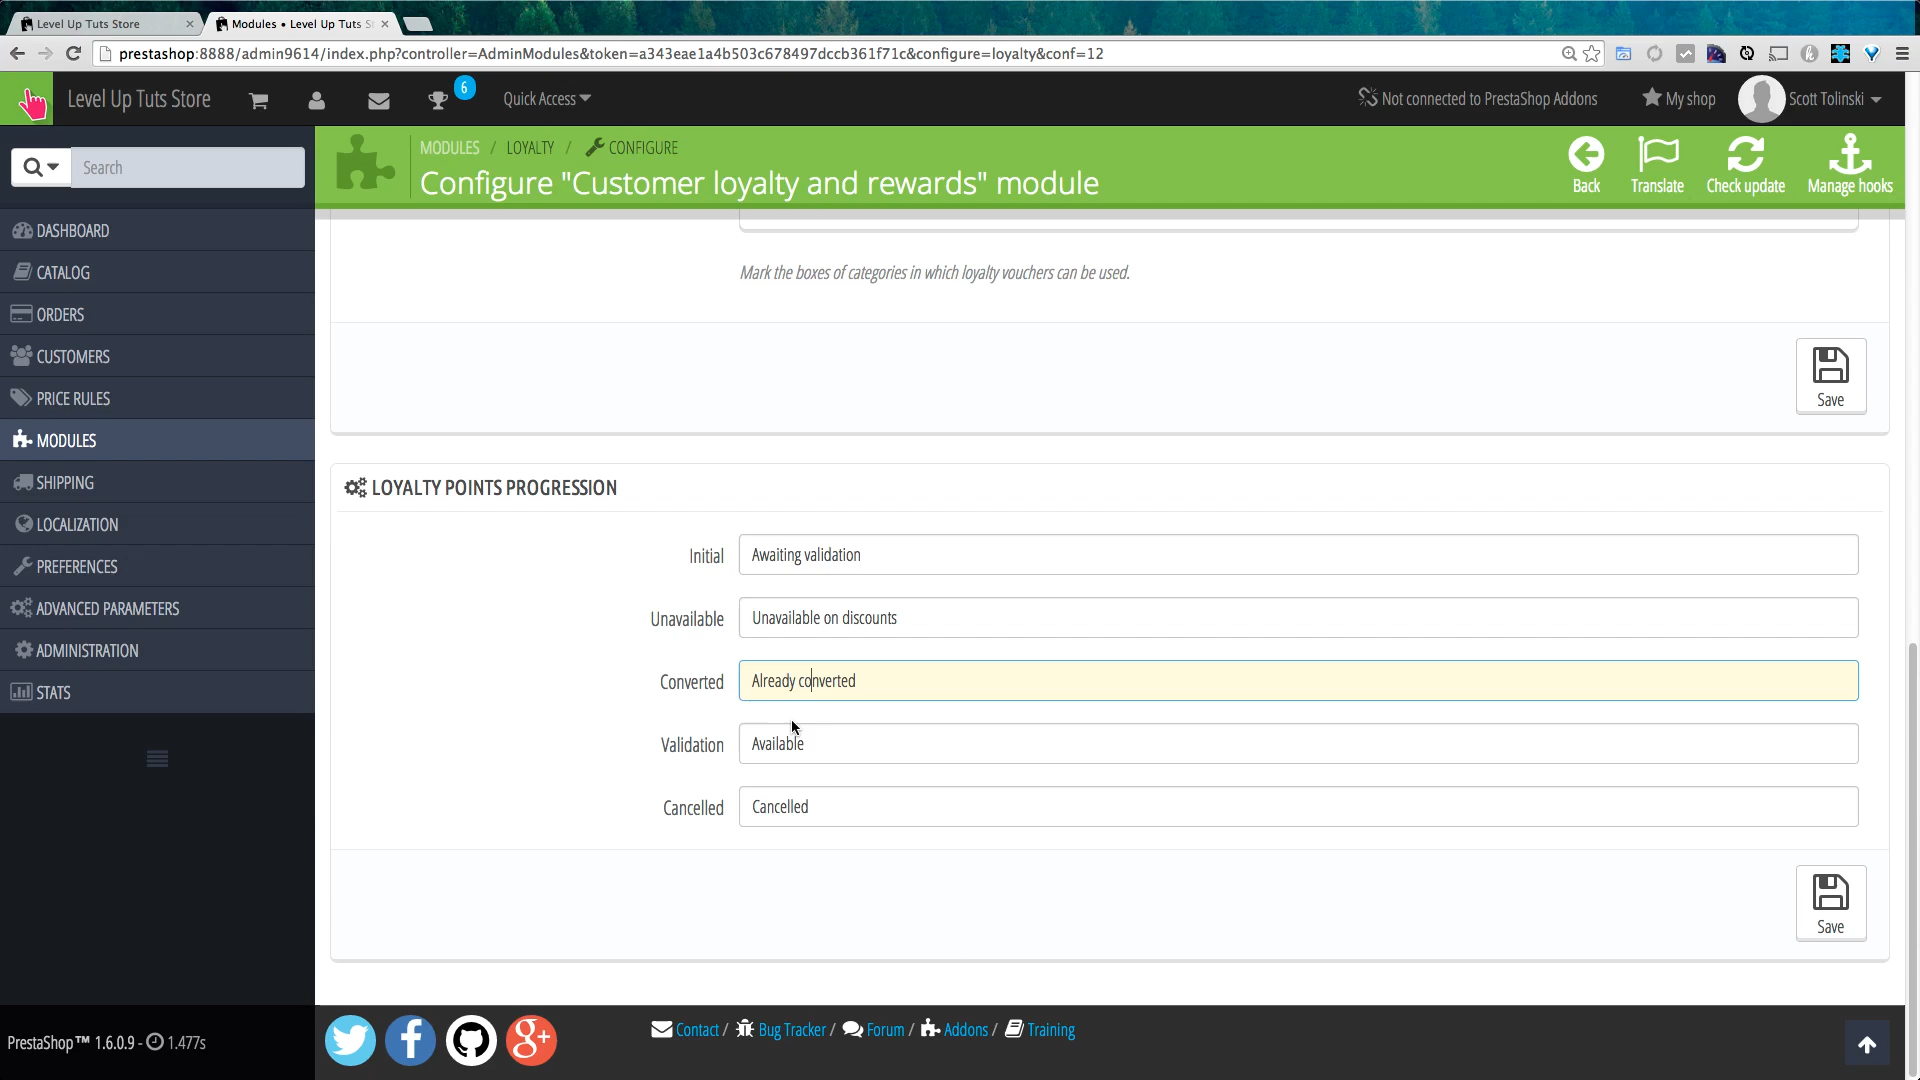 Level Up Tuts Store
Modules • Level Up Tuts S
prestashop:8888/admin9614/index.php?controller=AdminModules&token=a343eae1a4b503c678497dccb361f71c&configure=loyalty&conf=12
Level Up Tuts Store
6
Quick Access
Not connected to PrestaShop Addons
My shop
Scott Tolinski
Search
MODULES / LOYALTY / CONFIGURE
Configure "Customer loyalty and rewards" module
Back
Translate
Check update
Manage hooks
DASHBOARD
CATALOG
ORDERS
CUSTOMERS
PRICE RULES
MODULES
SHIPPING
LOCALIZATION
PREFERENCES
ADVANCED PARAMETERS
ADMINISTRATION
STATS
Mark the boxes of categories in which loyalty vouchers can be used.
Save
LOYALTY POINTS PROGRESSION
Initial Awaiting validation
Unavailable Unavailable on discounts
Converted Already converted
Validation Available
Cancelled Cancelled
Save
PrestaShop™ 1.6.0.9 - 1.477s
Contact / Bug Tracker / Forum / Addons / Training